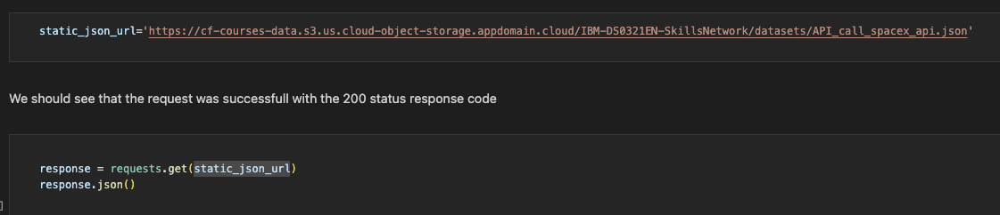 static_json_url='https://cf-courses-data.s3.us.cloud-object-storage.appdomain.cloud/IBM-DS0321EN-SkillsNetwork/datasets/API_call_spacex_api.json'
We should see that the request was successfull with the 200 status response code
response = requests.get(static_json_url)
response.json()
]